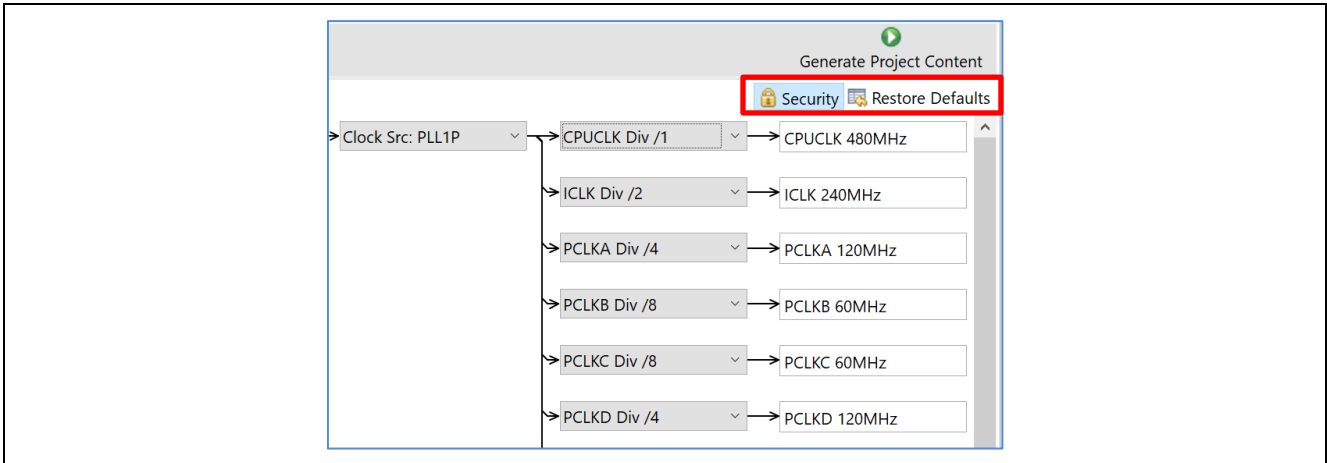 Generate Project Content
Security Restore Defaults
Clock Src: PLL1P CPUCLK Div /1 CPUCLK 480MHz
ICLK Div /2 ICLK 240MHz
PCLKA Div /4 PCLKA 120MHz
PCLKB Div /8 PCLKB 60MHz
PCLKC Div /8 PCLKC 60MHz
PCLKD Div /4 PCLKD 120MHz